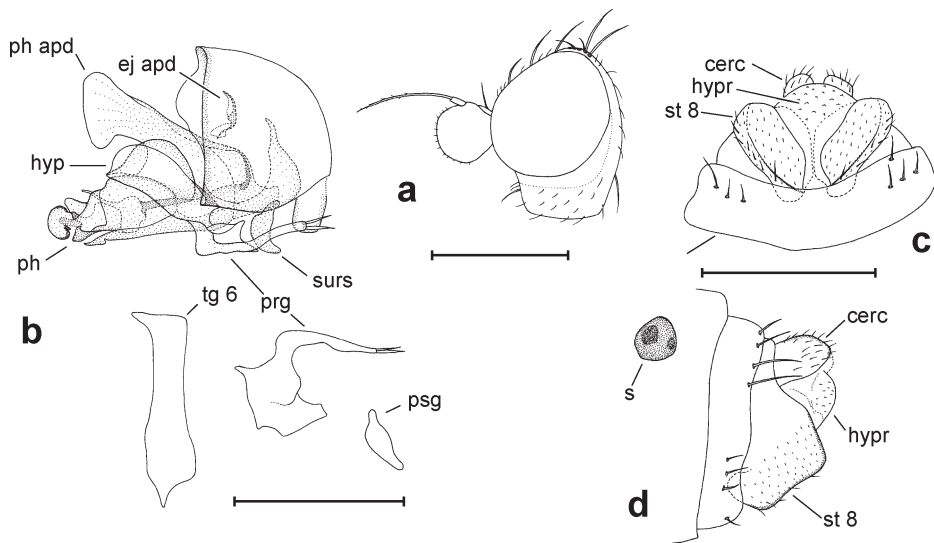 ph apd
ej apd
hyp
ph
surs
prg
b
tg 6
psg
a
cerc
hypr
st 8
c
s
cerc
hypr
st 8
d